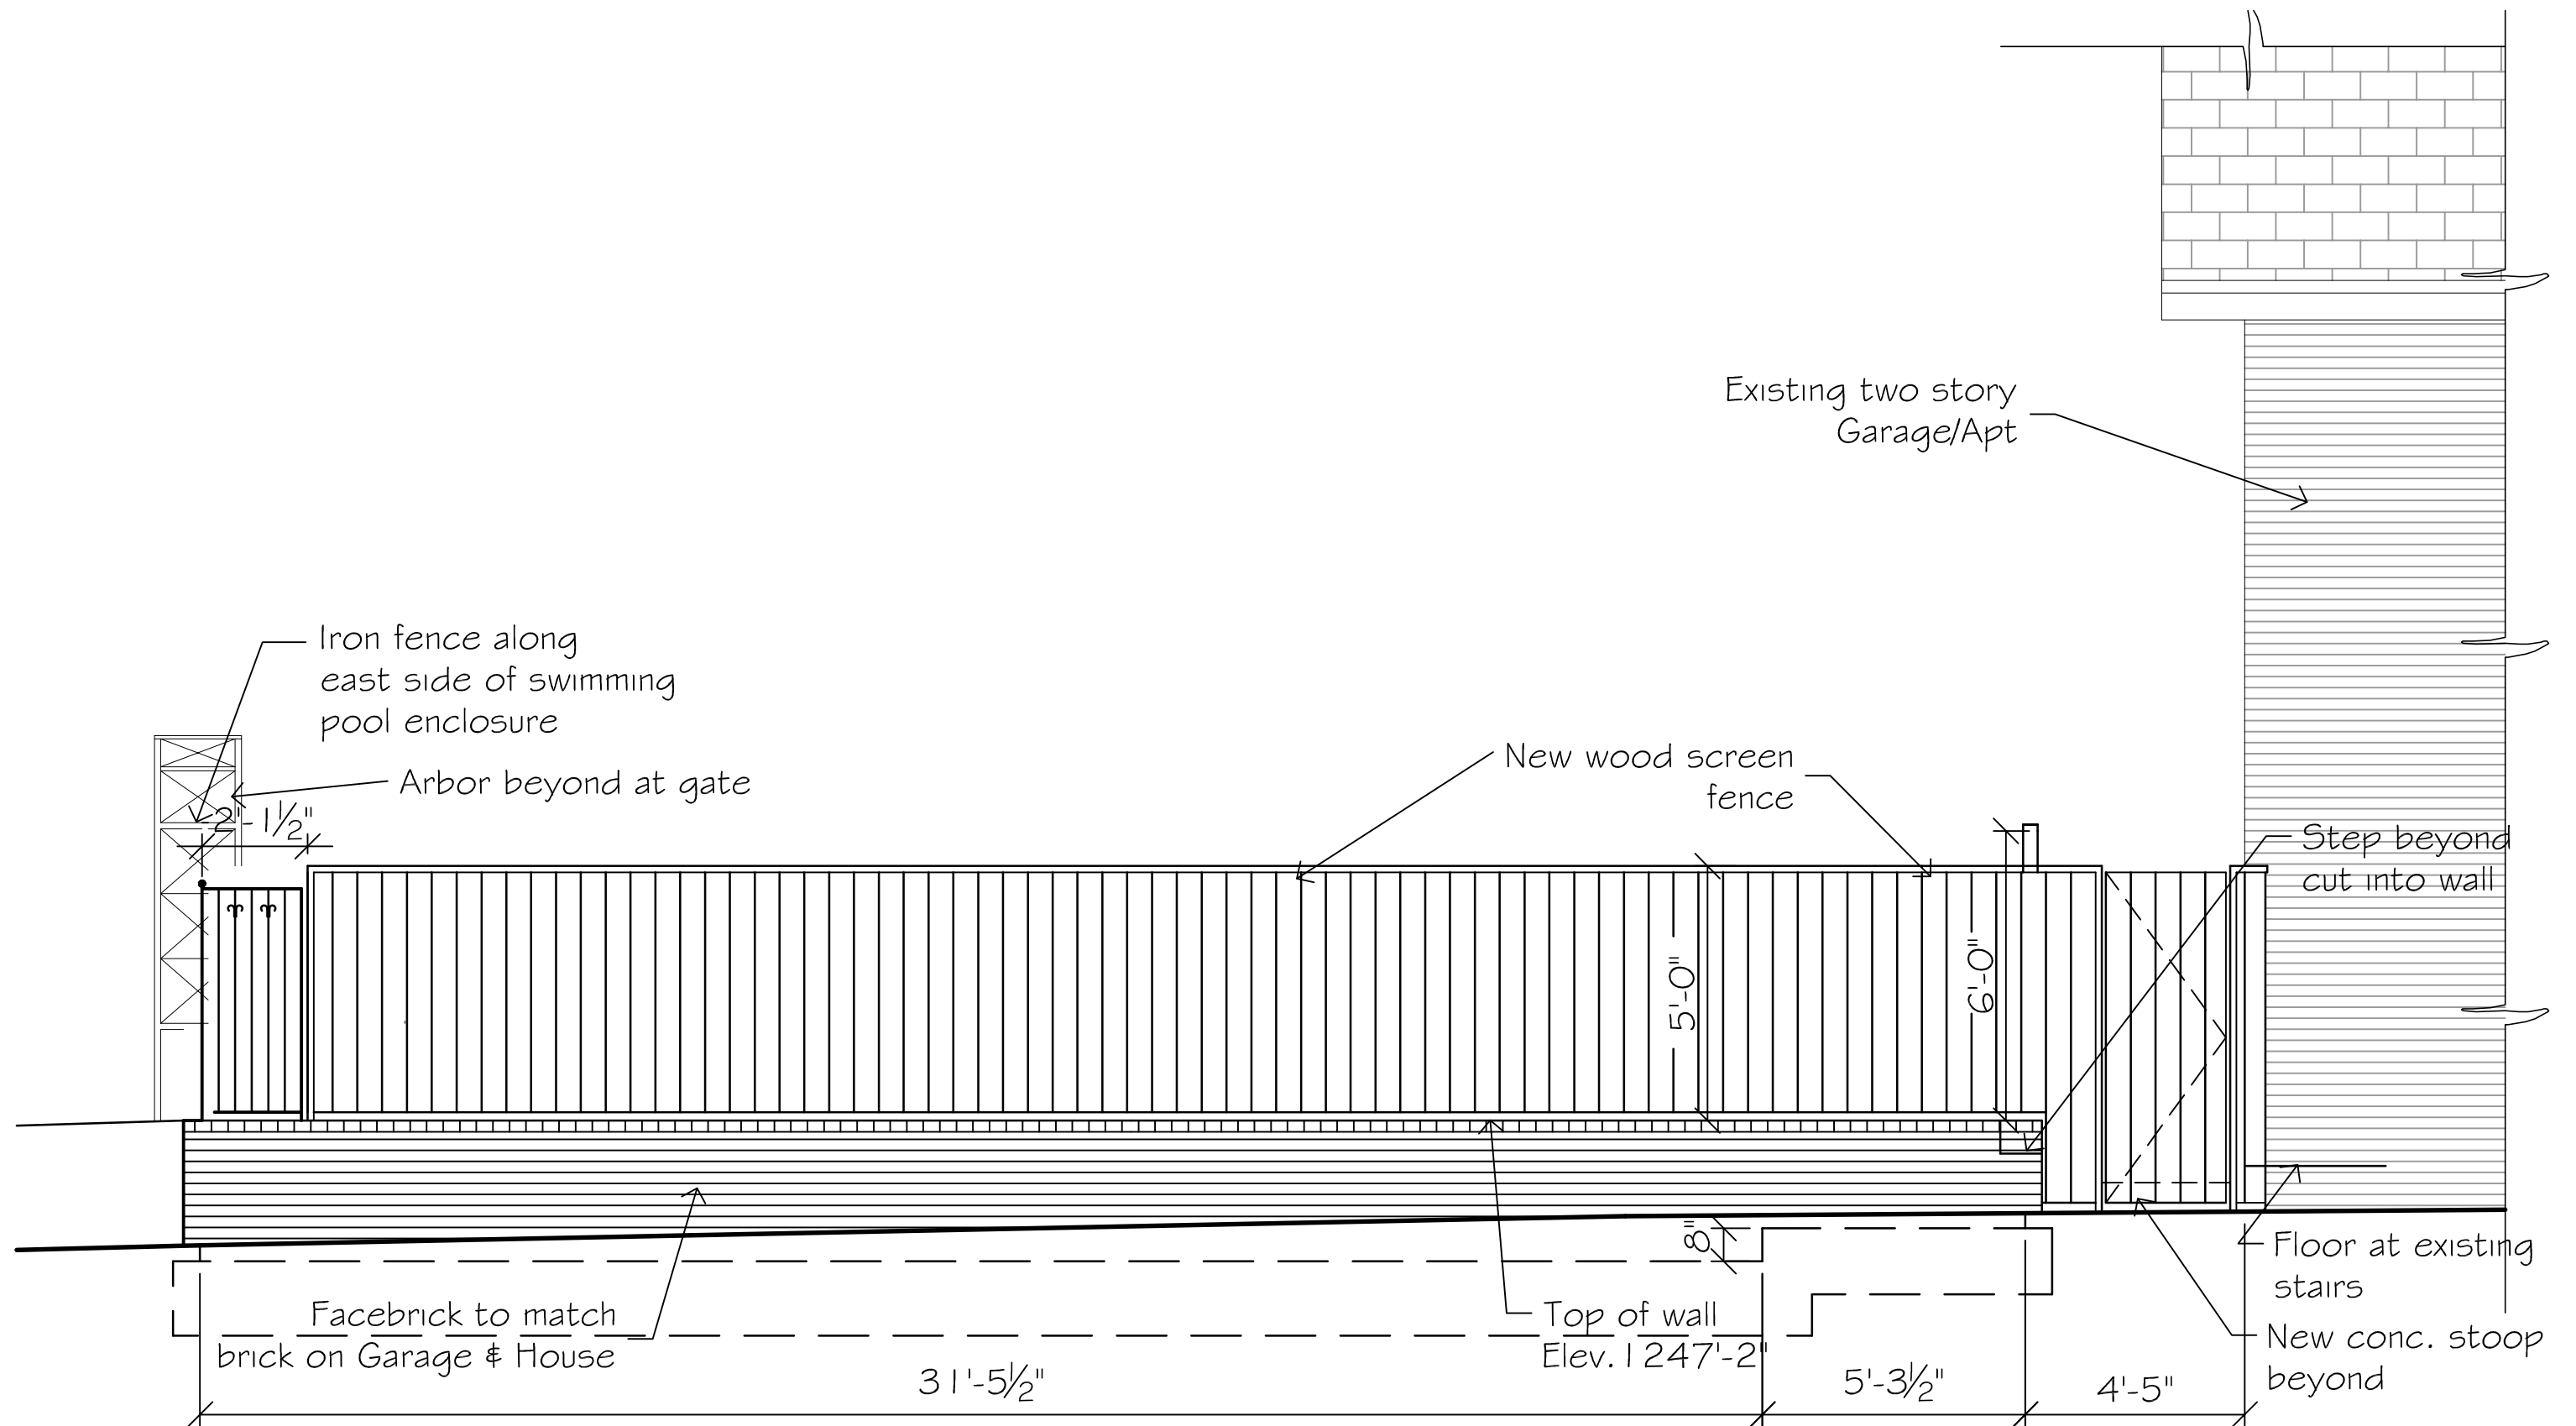 Existing two story
Garage/Apt
Iron fence along
east side of swimming
pool enclosure
Arbor beyond at gate
2'-1½"
New wood screen
fence
Step beyond
cut into wall
5'-0"
6'-0"
8"
Floor at existing
stairs
Facebrick to match
brick on Garage & House
Top of wall
Elev. 1247'-2"
New conc. stoop
beyond
31'-5½"
5'-3½"
4'-5"